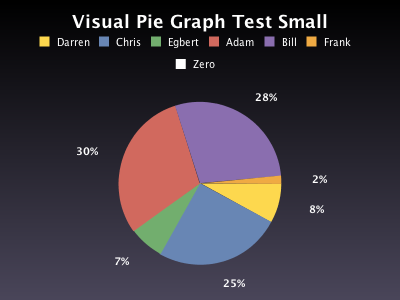 Visual Pie Graph Test Small
Darren Chris Egbert Adam Bill Frank
Zero
28%
30%
2%
8%
7%
25%